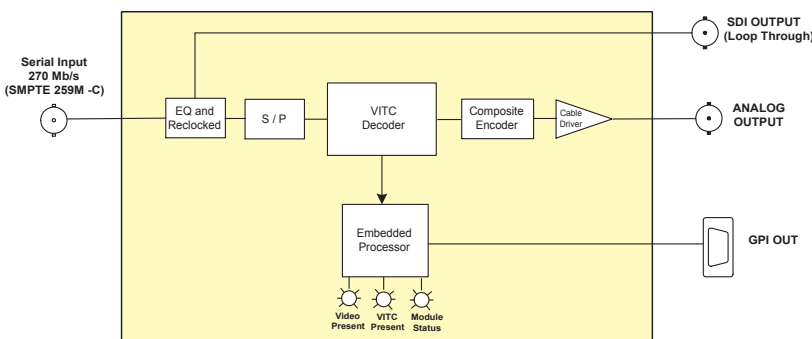 SDI OUTPUT
(Loop Through)
Serial Input
270 Mb/s
(SMPTE 259M -C)
EQ and
Reclocked
S / P
VITC
Decoder
Composite
Encoder
Cable
Driver
ANALOG
OUTPUT
Embedded
Processor
GPI OUT
Video
Present
VITC
Present
Module
Status